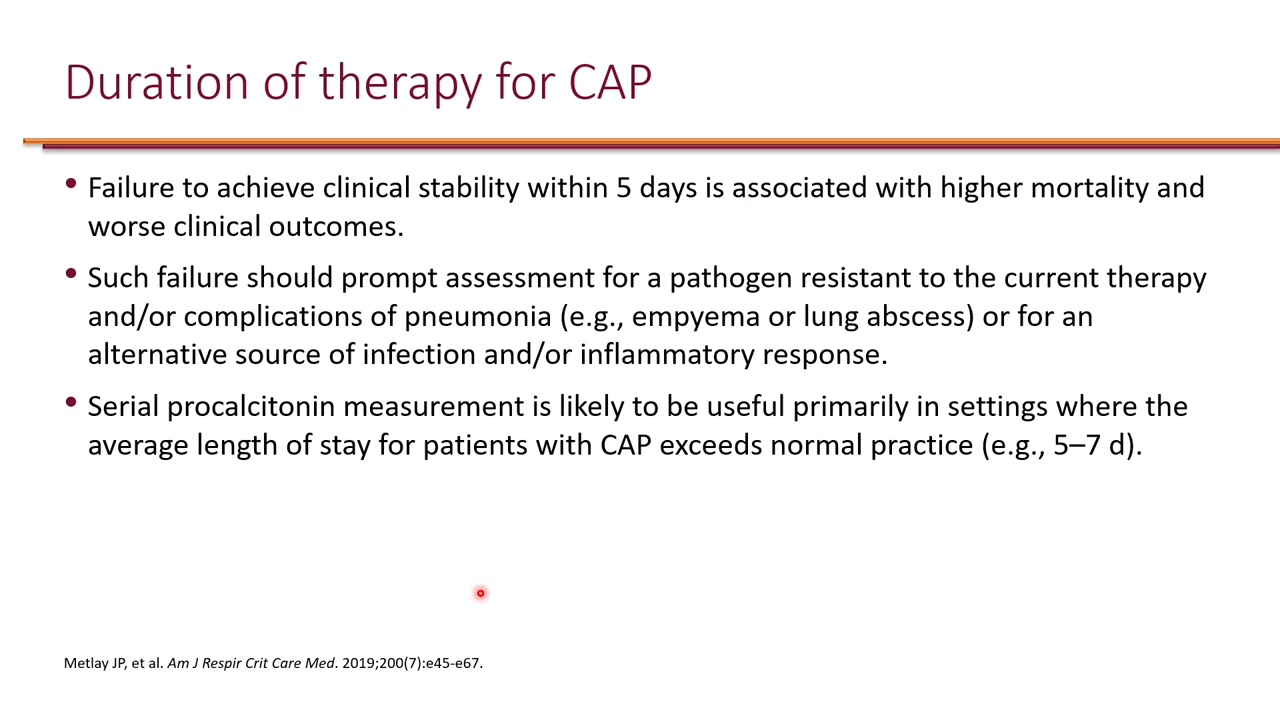 Duration of therapy for CAP
• Failure to achieve clinical stability within 5 days is associated with higher mortality and
worse clinical outcomes.
• Such failure should prompt assessment for a pathogen resistant to the current therapy
and/or complications of pneumonia (e.g., empyema or lung abscess) or for an
alternative source of infection and/or inflammatory response.
• Serial procalcitonin measurement is likely to be useful primarily in settings where the
average length of stay for patients with CAP exceeds normal practice (e.g., 5–7 d).
Metlay JP, et al. Am J Respir Crit Care Med. 2019;200(7):e45-e67.